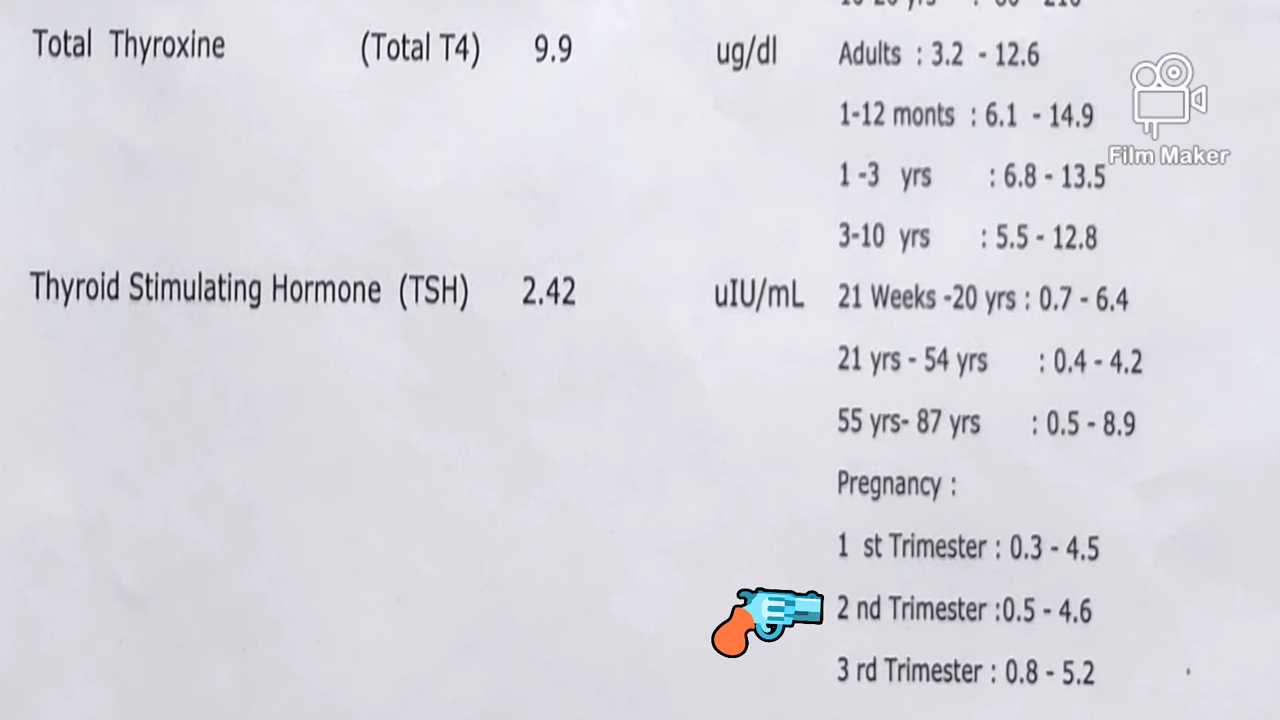 Total Thyroxine (Total T4) 9.9 ug/dl Adults : 3.2 - 12.6
1-12 monts : 6.1 - 14.9
Film Maker
1 -3 yrs : 6.8 - 13.5
3-10 yrs : 5.5 - 12.8
Thyroid Stimulating Hormone (TSH) 2.42 uIU/mL 21 Weeks -20 yrs : 0.7 - 6.4
21 yrs - 54 yrs : 0.4 - 4.2
55 yrs- 87 yrs : 0.5 - 8.9
Pregnancy :
1 st Trimester : 0.3 - 4.5
2 nd Trimester :0.5 - 4.6
3 rd Trimester : 0.8 - 5.2